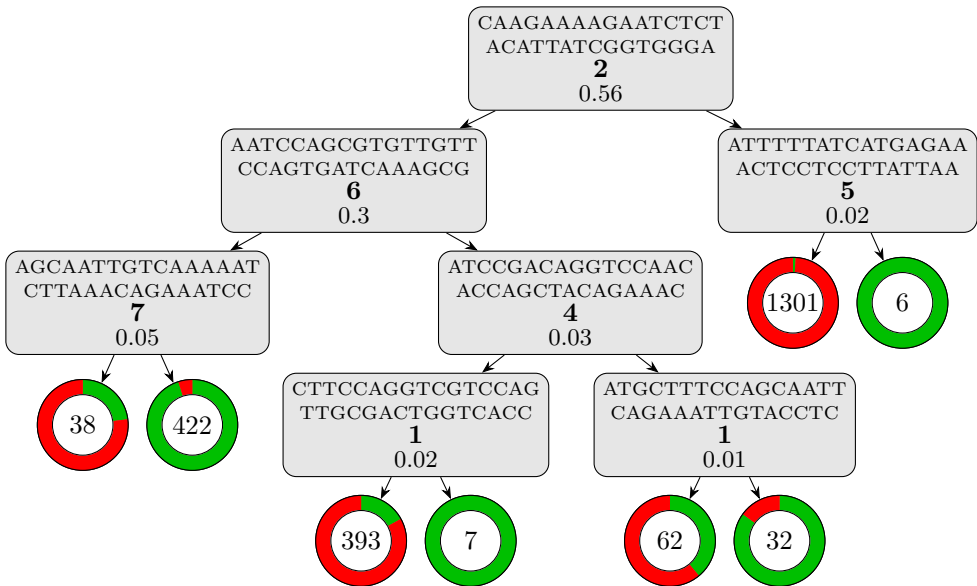 CAAGAAAAGAATCTCT
ACATTATCGGTGGGA
2
0.56
AATCCAGCGTGTTGTT
CCAGTGATCAAAGCG
6
0.3
ATTTTTATCATGAGAA
ACTCCTCCTTATTAA
5
0.02
AGCAATTGTCAAAAAT
CTTAAACAGAAATCC
7
0.05
ATCCGACAGGTCCAAC
ACCAGCTACAGAAAC
4
0.03
1301
6
38
422
CTTCCAGGTCGTCCAG
TTGCGACTGGTCACC
1
0.02
ATGCTTTCCAGCAATT
CAGAAATTGTACCTC
1
0.01
393
7
62
32